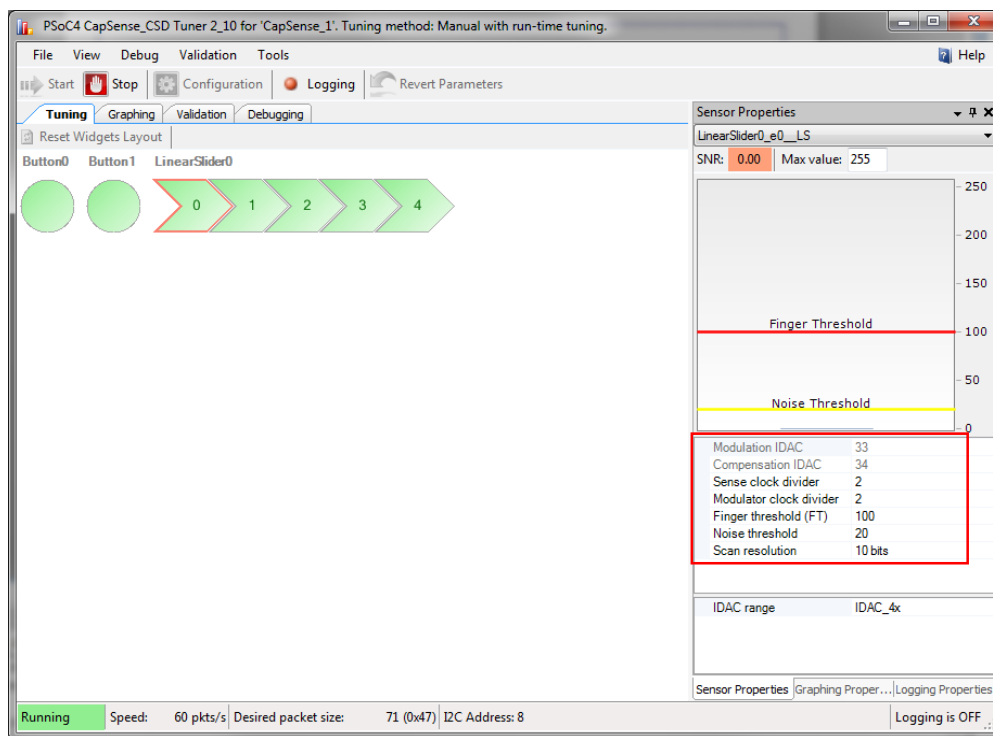 PSoC4 CapSense_CSD Tuner 2_10 for 'CapSense_1'. Tuning method: Manual with run-time tuning.
File View Debug Validation Tools Help
Start Stop Configuration Logging Revert Parameters
Tuning Graphing Validation Debugging
Reset Widgets Layout
Button0 Button1 LinearSlider0
0 1 2 3 4
Sensor Properties
LinearSlider0_e0__LS
SNR: 0.00 Max value: 255
250
200
150
Finger Threshold
100
50
Noise Threshold
0
Modulation IDAC 33
Compensation IDAC 34
Sense clock divider 2
Modulator clock divider 2
Finger threshold (FT) 100
Noise threshold 20
Scan resolution 10 bits
IDAC range IDAC_4x
Sensor Properties Graphing Proper... Logging Properties
Running Speed: 60 pkts/s Desired packet size: 71 (0x47) I2C Address: 8 Logging is OFF